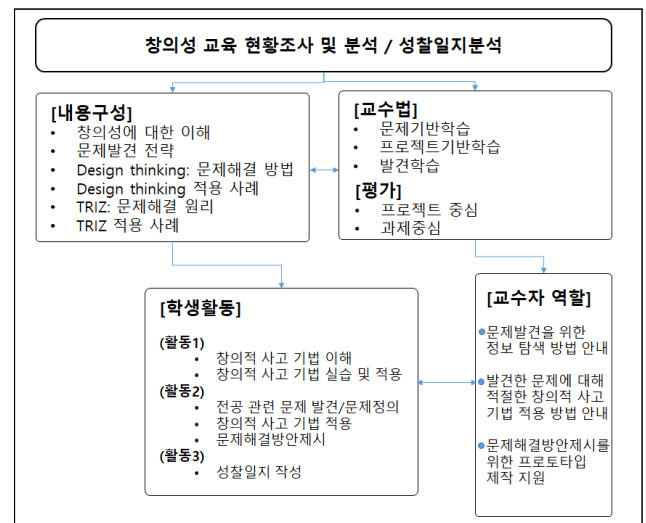 창의성 교육 현황조사 및 분석 / 성찰일지분석
[내용구성]
• 창의성에 대한 이해
• 문제발견 전략
• Design thinking: 문제해결 방법
• Design thinking 적용 사례
• TRIZ: 문제해결 원리
• TRIZ 적용 사례
[교수법]
• 문제기반학습
• 프로젝트기반학습
• 발견학습
[평가]
• 프로젝트 중심
• 과제중심
[학생활동]
(활동1)
• 창의적 사고 기법 이해
• 창의적 사고 기법 실습 및 적용
(활동2)
• 전공 관련 문제 발견/문제정의
• 창의적 사고 기법 적용
• 문제해결방안제시
(활동3)
• 성찰일지 작성
[교수자 역할]
•문제발견을 위한
정보 탐색 방법 안내
•발견한 문제에 대해
적절한 창의적 사고
기법 적용 방법 안내
•문제해결방안제시를
위한 프로토타입
제작 지원